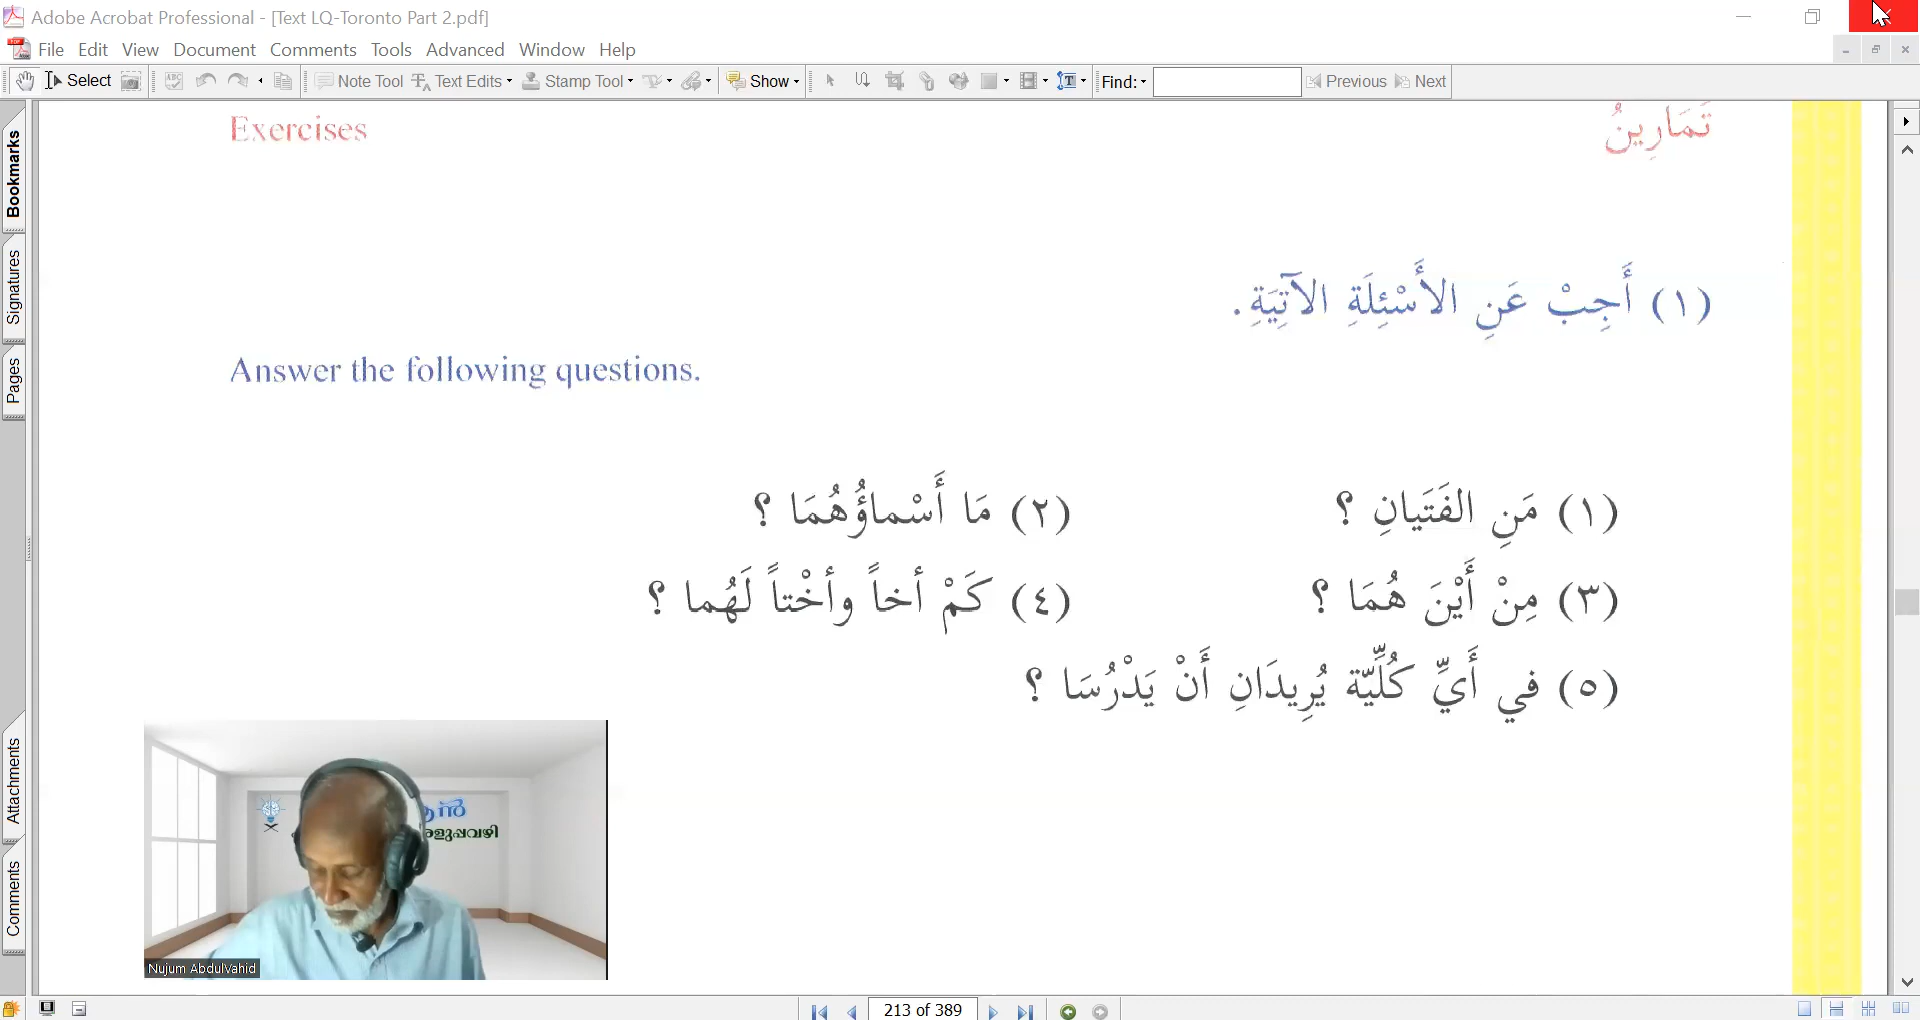 Adobe Acrobat Professional - [Text LQ-Toronto Part 2.pdf]
File Edit View Document Comments Tools Advanced Window Help
Select Note Tool Text Edits Stamp Tool Show Find: Previous Next
Bookmarks
Signatures
Pages
Attachments
Comments
Exercises تَمَارِينُ
(١) أَجِبْ عَنِ الأَسْئِلَةِ الآتِيَةِ.
Answer the following questions.
(١) مَنِ الفَتَيانِ ؟ (٢) مَا أَسْماؤُهُمَا ؟
(٣) مِنْ أَيْنَ هُمَا ؟ (٤) كَمْ أخاً وأخْتاً لَهُما ؟
(٥) في أَيِّ كُلِّيَّة يُرِيدَانِ أَنْ يَدْرُسَا ؟
Nujum AbdulVahid
213 of 389